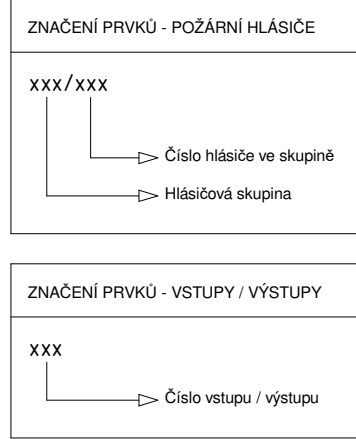 ZNAČENÍ PRVKŮ - POŽÁRNÍ HLÁSIČE
xxx/xxx
Číslo hlásiče ve skupině
Hlásičová skupina
ZNAČENÍ PRVKŮ - VSTUPY / VÝSTUPY
xxx
Číslo vstupu / výstupu